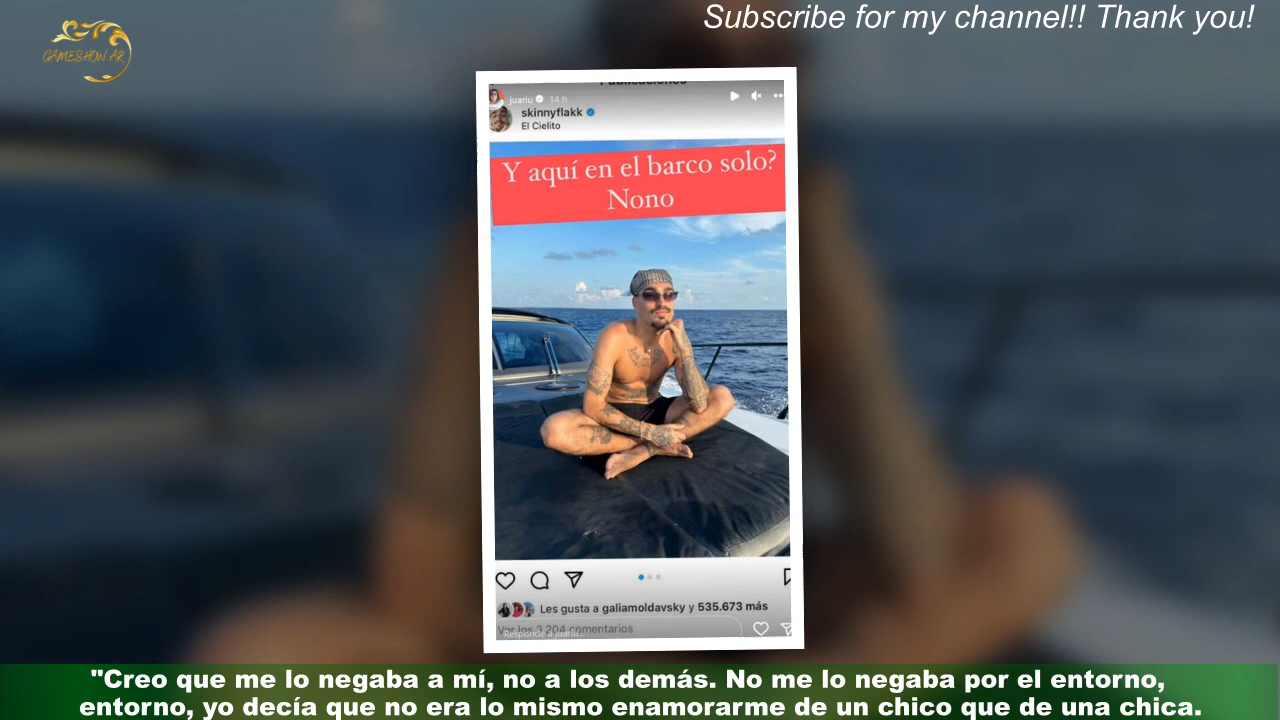 Subscribe for my channel!! Thank you!
GAMESHOW AR
Publicaciones
juariu 14 h
skinnyflakk
El Cielito
Y aquí en el barco solo?
Nono
Les gusta a galiamoldavsky y 535.673 más
Ver los 3.204 comentarios
Responde a juariu...
"Creo que me lo negaba a mí, no a los demás. No me lo negaba por el entorno,
entorno, yo decía que no era lo mismo enamorarme de un chico que de una chica.